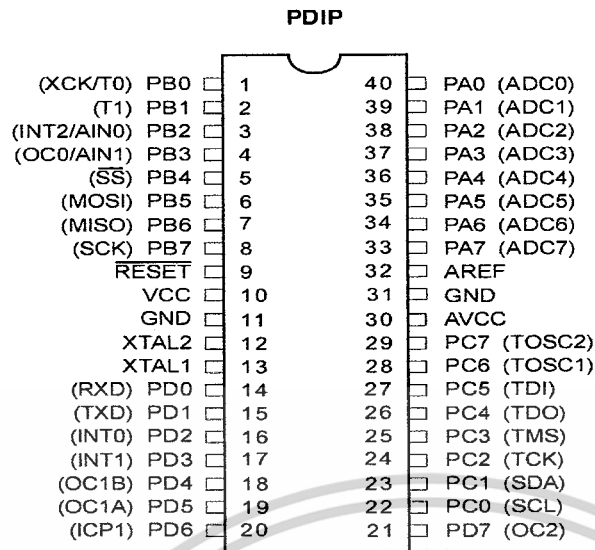 PDIP
(XCK/T0) PB0 1 40 PA0 (ADC0)
(T1) PB1 2 39 PA1 (ADC1)
(INT2/AIN0) PB2 3 38 PA2 (ADC2)
(OC0/AIN1) PB3 4 37 PA3 (ADC3)
(SS) PB4 5 36 PA4 (ADC4)
(MOSI) PB5 6 35 PA5 (ADC5)
(MISO) PB6 7 34 PA6 (ADC6)
(SCK) PB7 8 33 PA7 (ADC7)
RESET 9 32 AREF
VCC 10 31 GND
GND 11 30 AVCC
XTAL2 12 29 PC7 (TOSC2)
XTAL1 13 28 PC6 (TOSC1)
(RXD) PD0 14 27 PC5 (TDI)
(TXD) PD1 15 26 PC4 (TDO)
(INT0) PD2 16 25 PC3 (TMS)
(INT1) PD3 17 24 PC2 (TCK)
(OC1B) PD4 18 23 PC1 (SDA)
(OC1A) PD5 19 22 PC0 (SCL)
(ICP1) PD6 20 21 PD7 (OC2)